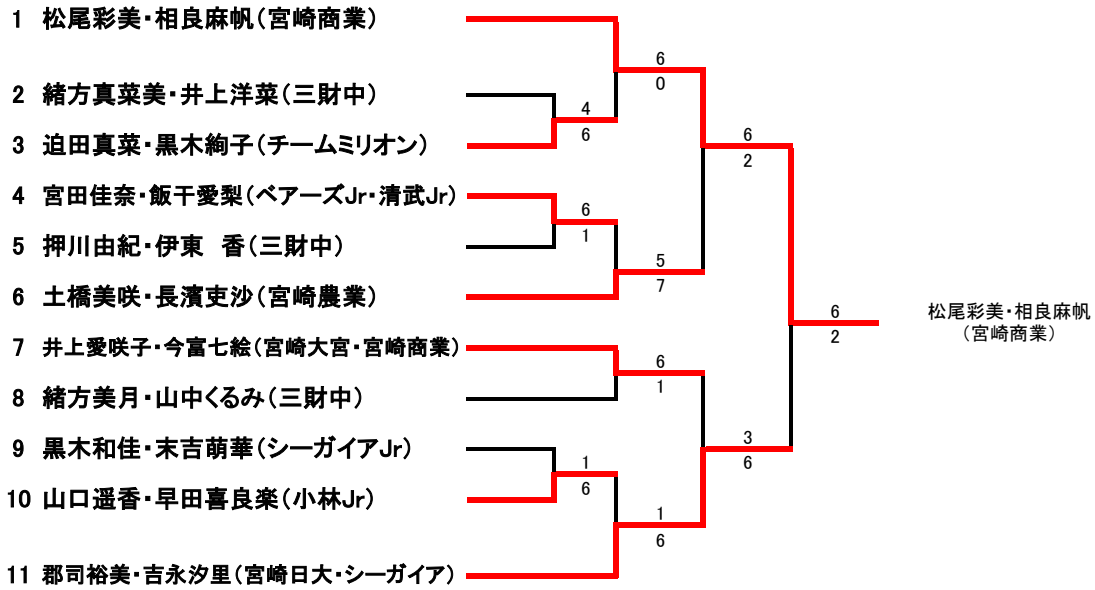 1 松尾彩美・相良麻帆(宮崎商業)
2 緒方真菜美・井上洋菜(三財中)
3 迫田真菜・黒木絢子(チームミリオン)
4 宮田佳奈・飯干愛梨(ベアーズJr・清武Jr)
5 押川由紀・伊東　香(三財中)
6 土橋美咲・長濱吏沙(宮崎農業)
7 井上愛咲子・今富七絵(宮崎大宮・宮崎商業)
8 緒方美月・山中くるみ(三財中)
9 黒木和佳・末吉萌華(シーガイアJr)
10 山口遥香・早田喜良楽(小林Jr)
11 郡司裕美・吉永汐里(宮崎日大・シーガイア)
4
6
6
1
1
6
6
0
5
7
6
1
1
6
6
2
3
6
6
2
松尾彩美・相良麻帆
(宮崎商業)